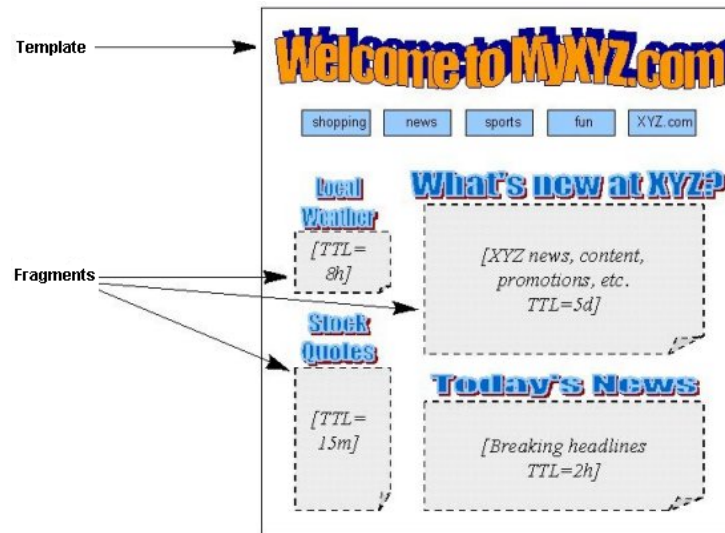 Template
Welcome to MyXYZ.com
shopping news sports fun XYZ.com
Local
Weather
[TTL=
8h]
What's new at XYZ?
[XYZ news, content,
promotions, etc.
TTL=5d]
Fragments
Stock
Quotes
[TTL=
15m]
Today's News
[Breaking headlines
TTL=2h]